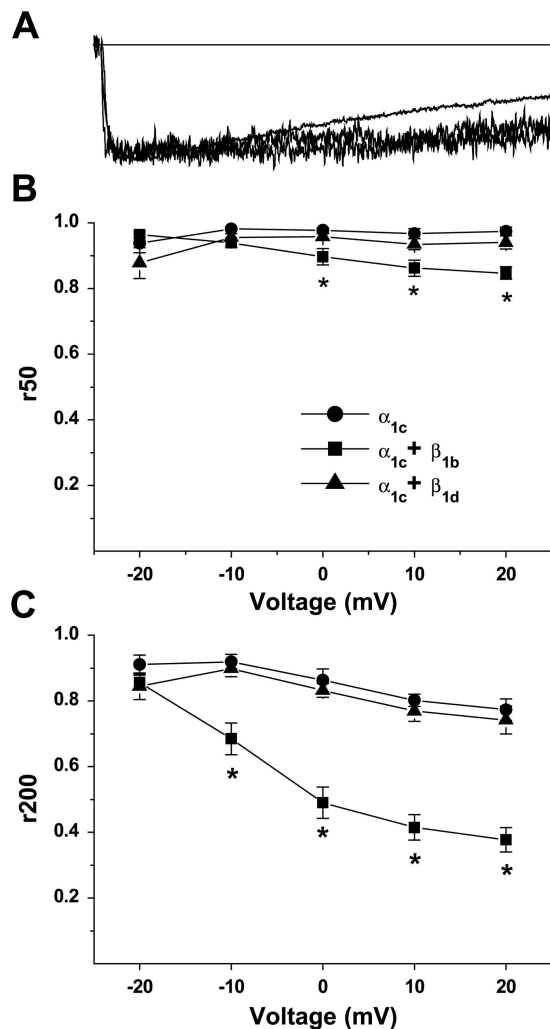 A
B
1.0
0.8
0.6
0.4
0.2
r50
α1c
α1c + β1b
α1c + β1d
* * *
-20 -10 0 10 20
Voltage (mV)
C
1.0
0.8
0.6
0.4
0.2
r200
* * * *
-20 -10 0 10 20
Voltage (mV)